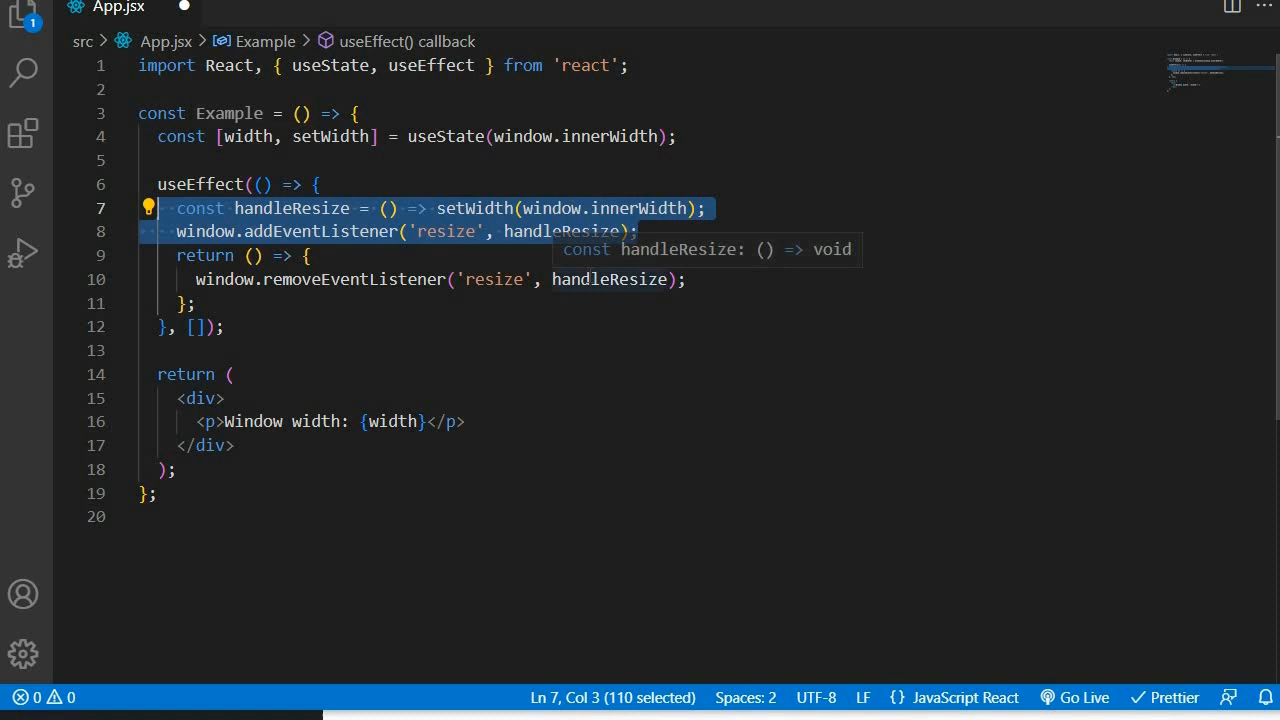 App.jsx
1
src > App.jsx > Example > useEffect() callback
1 import React, { useState, useEffect } from 'react';
2
3 const Example = () => {
4 const [width, setWidth] = useState(window.innerWidth);
5
6 useEffect(() => {
7 const handleResize = () => setWidth(window.innerWidth);
8 window.addEventListener('resize', handleResize);
const handleResize: () => void
9 return () => {
10 window.removeEventListener('resize', handleResize);
11 };
12 }, []);
13
14 return (
15 <div>
16 <p>Window width: {width}</p>
17 </div>
18 );
19 };
20
0 0 Ln 7, Col 3 (110 selected) Spaces: 2 UTF-8 LF {} JavaScript React Go Live Prettier